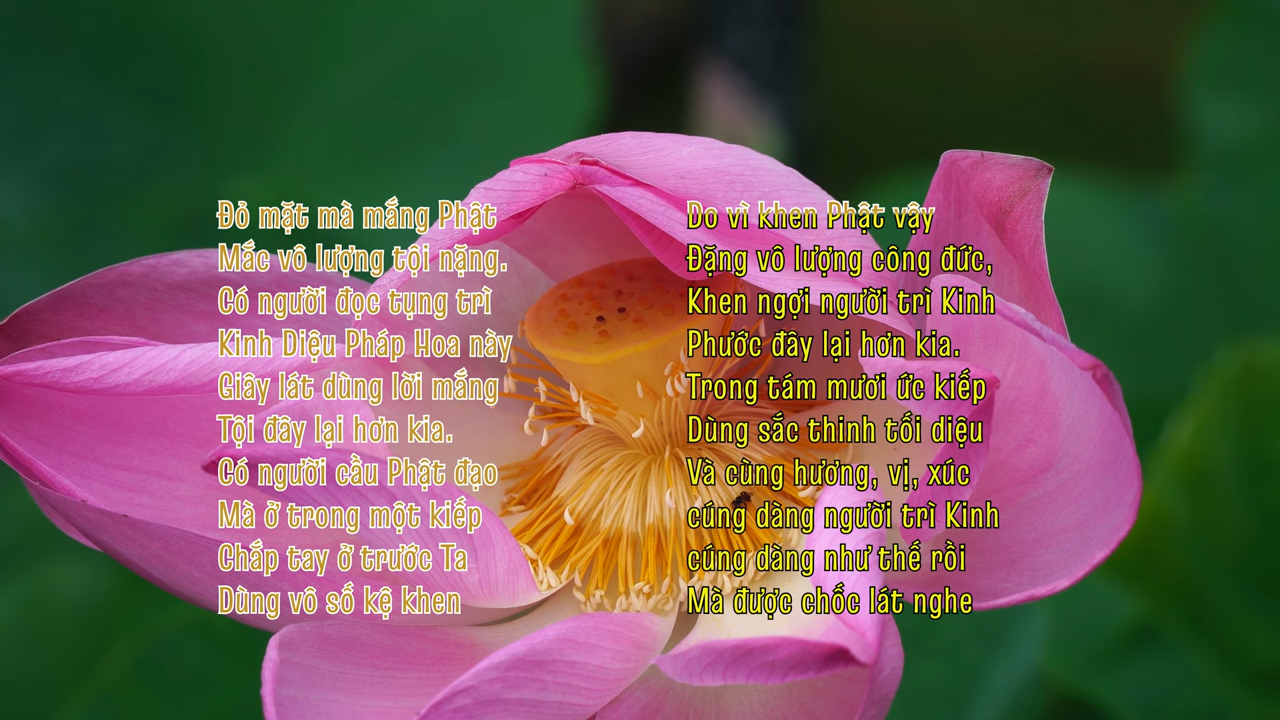 Đỏ mặt mà mắng Phật
Mắc vô lượng tội nặng.
Có người đọc tụng trì
Kinh Diệu Pháp Hoa này
Giây lát dùng lời mắng
Tội đây lại hơn kia.
Có người cầu Phật đạo
Mà ở trong một kiếp
Chắp tay ở trước Ta
Dùng vô số kệ khen
Do vì khen Phật vậy
Đặng vô lượng công đức,
Khen ngợi người trì Kinh
Phước đây lại hơn kia.
Trong tám mươi ức kiếp
Dùng sắc thinh tối diệu
Và cùng hương, vị, xúc
cúng dàng người trì Kinh
cúng dàng như thế rồi
Mà được chốc lát nghe